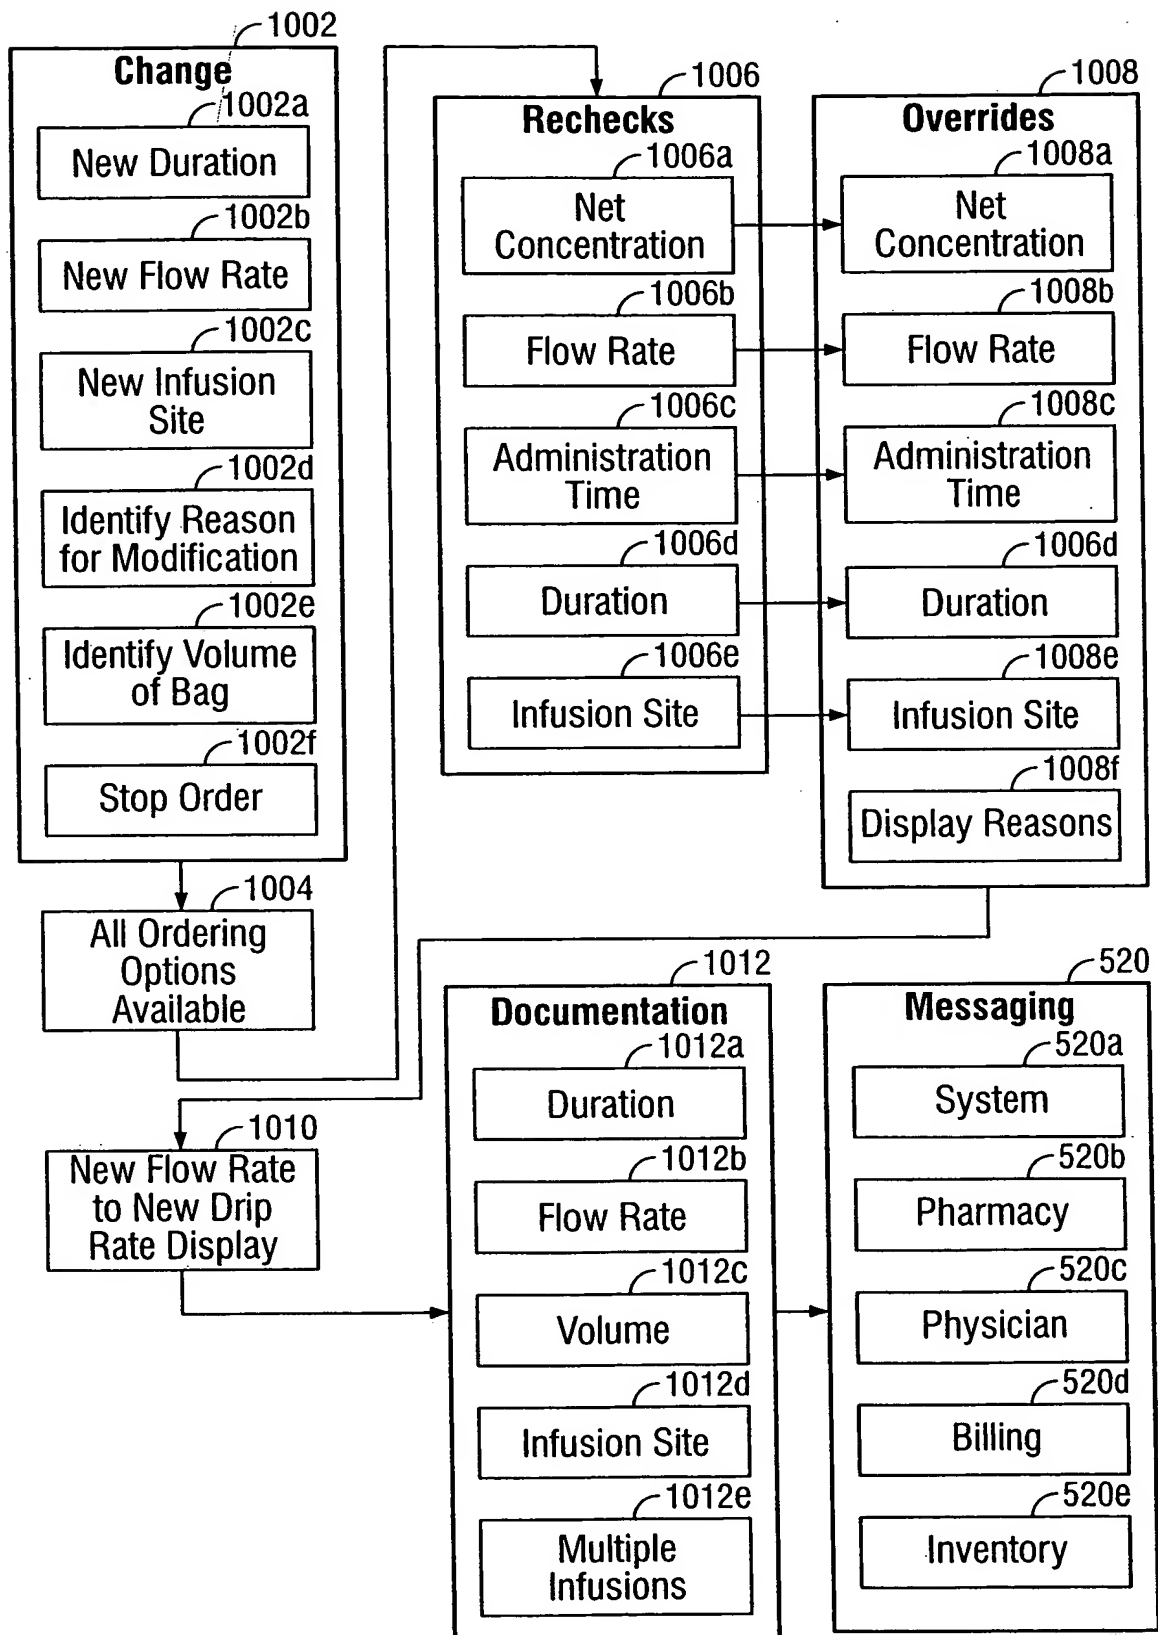 1002
Change
1002a
New Duration
1002b
New Flow Rate
1002c
New Infusion
Site
1002d
Identify Reason
for Modification
1002e
Identify Volume
of Bag
1002f
Stop Order
1004
All Ordering
Options
Available
1006
Rechecks
1006a
Net
Concentration
1006b
Flow Rate
1006c
Administration
Time
1006d
Duration
1006e
Infusion Site
1008
Overrides
1008a
Net
Concentration
1008b
Flow Rate
1008c
Administration
Time
1006d
Duration
1008e
Infusion Site
1008f
Display Reasons
1010
New Flow Rate
to New Drip
Rate Display
1012
Documentation
1012a
Duration
1012b
Flow Rate
1012c
Volume
1012d
Infusion Site
1012e
Multiple
Infusions
520
Messaging
520a
System
520b
Pharmacy
520c
Physician
520d
Billing
520e
Inventory